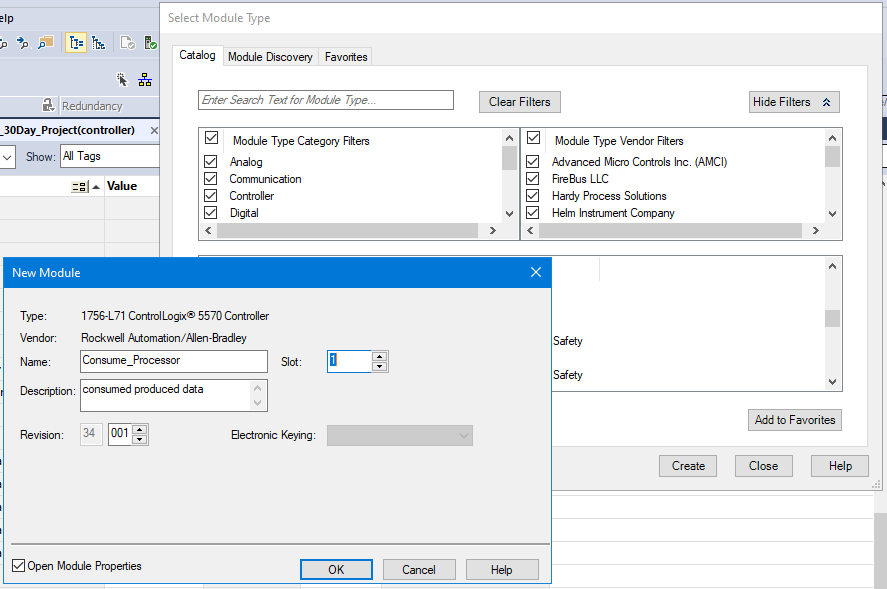 elp
Select Module Type
Catalog
Module Discovery
Favorites
Enter Search Text for Module Type...
Clear Filters
Hide Filters
Redundancy
_30Day_Project(controller)
Show:
All Tags
Value
Module Type Category Filters
Analog
Communication
Controller
Digital
Module Type Vendor Filters
Advanced Micro Controls Inc. (AMCI)
FireBus LLC
Hardy Process Solutions
Helm Instrument Company
Safety
Safety
Add to Favorites
Create
Close
Help
New Module
Type:
1756-L71 ControlLogix® 5570 Controller
Vendor:
Rockwell Automation/Allen-Bradley
Name:
Consume_Processor
Slot:
1
Description:
consumed produced data
Revision:
34
001
Electronic Keying:
Open Module Properties
OK
Cancel
Help